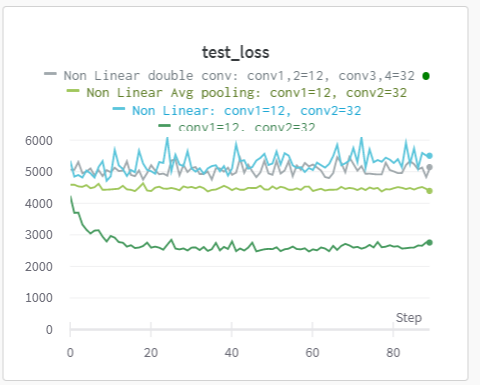 test_loss
Non Linear double conv: conv1,2=12, conv3,4=32
Non Linear Avg pooling: conv1=12, conv2=32
Non Linear: conv1=12, conv2=32
conv1=12, conv2=32
6000
5000
4000
3000
2000
1000
0
Step
0 20 40 60 80